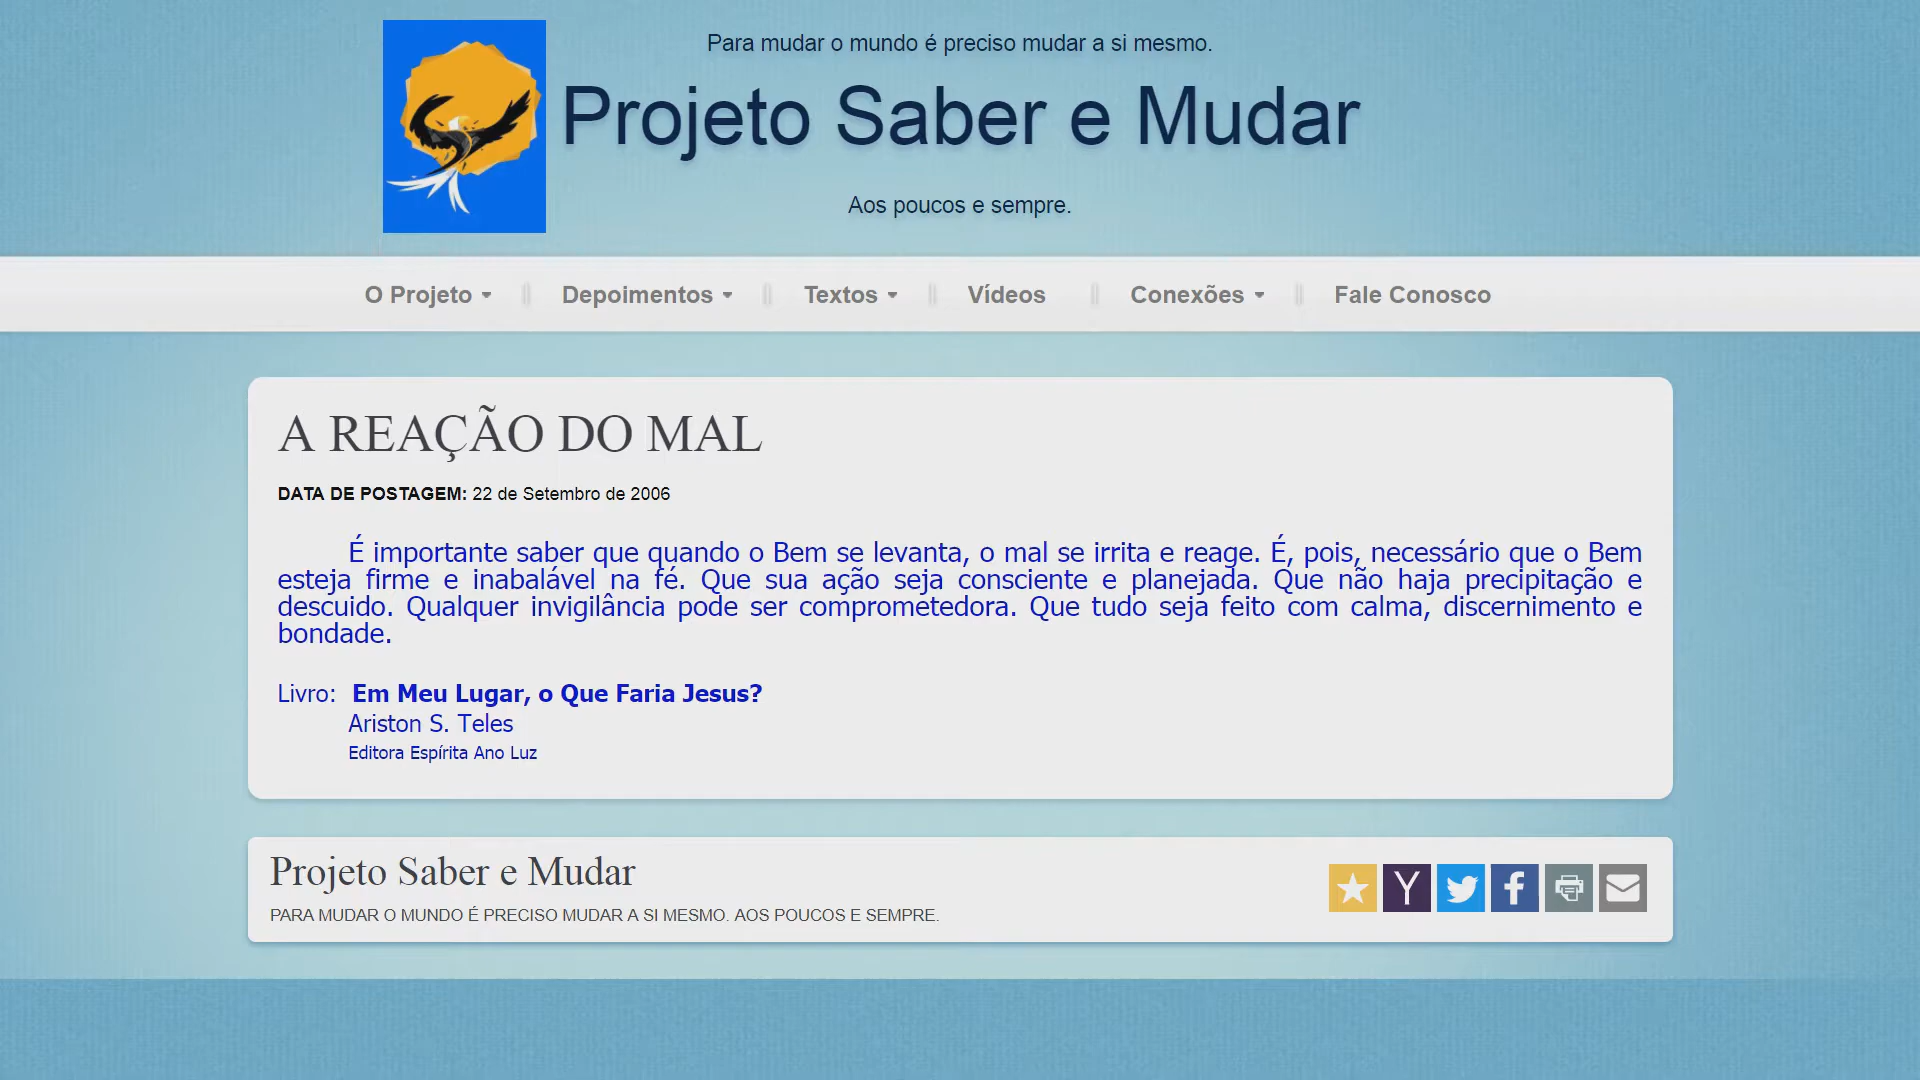 Para mudar o mundo é preciso mudar a si mesmo.
Projeto Saber e Mudar
Aos poucos e sempre.
O Projeto
Depoimentos
Textos
Vídeos
Conexões
Fale Conosco
A REAÇÃO DO MAL
DATA DE POSTAGEM: 22 de Setembro de 2006
É importante saber que quando o Bem se levanta, o mal se irrita e reage. É, pois, necessário que o Bem
esteja firme e inabalável na fé. Que sua ação seja consciente e planejada. Que não haja precipitação e
descuido. Qualquer invigilância pode ser comprometedora. Que tudo seja feito com calma, discernimento e
bondade.
Livro: Em Meu Lugar, o Que Faria Jesus?
Ariston S. Teles
Editora Espírita Ano Luz
Projeto Saber e Mudar
PARA MUDAR O MUNDO É PRECISO MUDAR A SI MESMO. AOS POUCOS E SEMPRE.